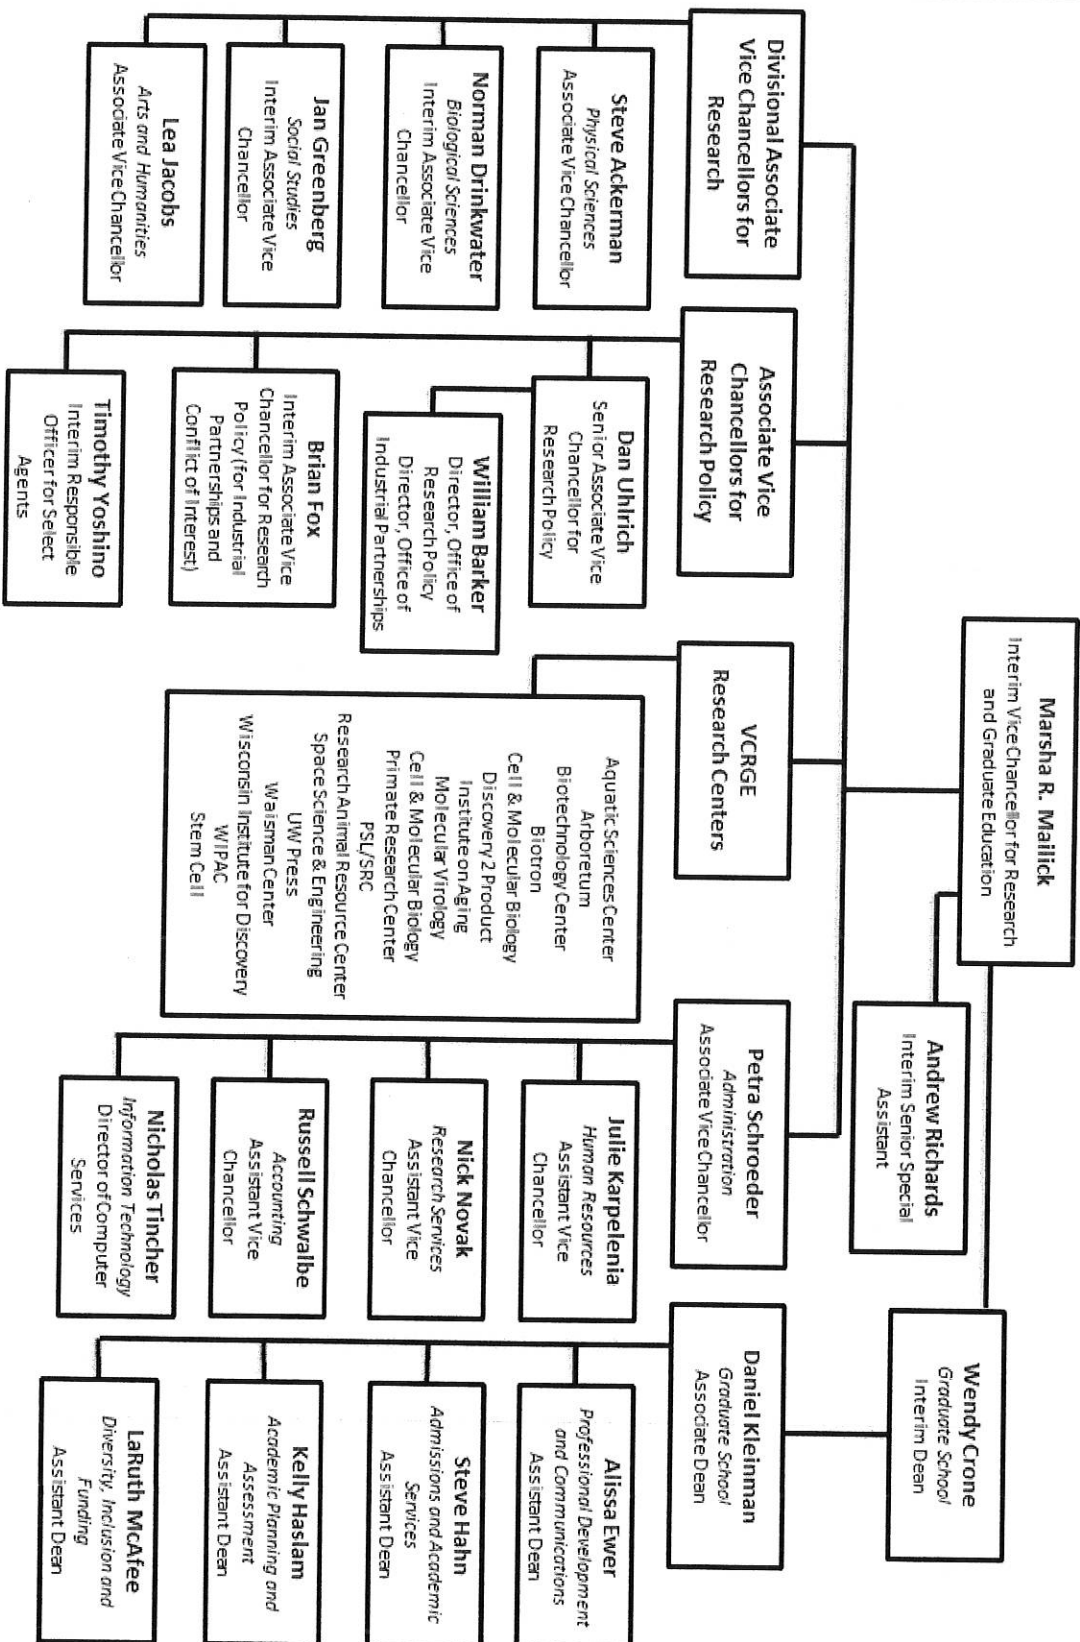 Marsha R. Mailick
Interim Vice Chancellor for Research
and Graduate Education
Andrew Richards
Interim Senior Special
Assistant
Wendy Crone
Graduate School
Interim Dean
Divisional Associate
Vice Chancellors for
Research
Steve Ackerman
Physical Sciences
Associate Vice Chancellor
Norman Drinkwater
Biological Sciences
Interim Associate Vice
Chancellor
Jan Greenberg
Social Studies
Interim Associate Vice
Chancellor
Lea Jacobs
Arts and Humanities
Associate Vice Chancellor
Associate Vice
Chancellors for
Research Policy
Dan Uhlrich
Senior Associate Vice
Chancellor for
Research Policy
William Barker
Director, Office of
Research Policy
Director, Office of
Industrial Partnerships
Brian Fox
Interim Associate Vice
Chancellor for Research
Policy (for Industrial
Partnerships and
Conflict of Interest)
Timothy Yoshino
Interim Responsible
Officer for Select
Agents
VCRGE
Research Centers
Aquatic Sciences Center
Arboretum
Biotechnology Center
Biotron
Cell & Molecular Biology
Discovery 2 Product
Institute on Aging
Molecular Virology
Cell & Molecular Biology
Primate Research Center
PSL/SRC
Research Animal Resource Center
Space Science & Engineering
UW Press
Waisman Center
Wisconsin Institute for Discovery
WIPAC
Stem Cell
Petra Schroeder
Administration
Associate Vice Chancellor
Julie Karpelenia
Human Resources
Assistant Vice
Chancellor
Nick Novak
Research Services
Assistant Vice
Chancellor
Russell Schwalbe
Accounting
Assistant Vice
Chancellor
Nicholas Tincher
Information Technology
Director of Computer
Services
Daniel Kleinman
Graduate School
Associate Dean
Alissa Ewer
Professional Development
and Communications
Assistant Dean
Steve Hahn
Admissions and Academic
Services
Assistant Dean
Kelly Haslam
Academic Planning and
Assessment
Assistant Dean
LaRuth McAfee
Diversity, Inclusion and
Funding
Assistant Dean